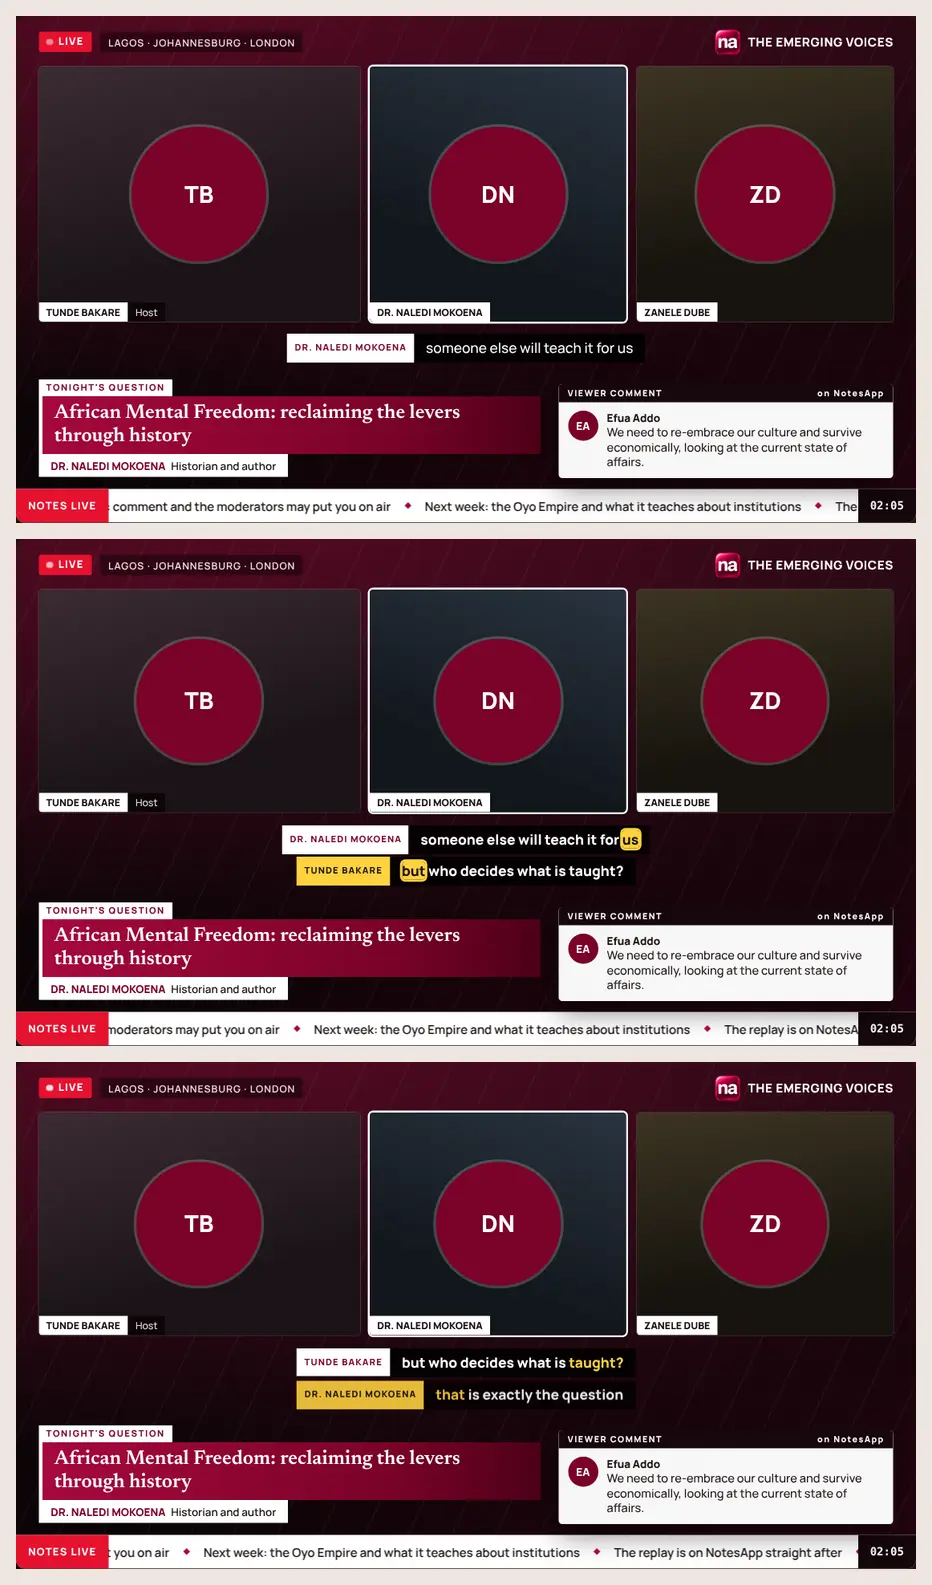 LIVE
LAGOS · JOHANNESBURG · LONDON
na THE EMERGING VOICES
TB
DN
ZD
TUNDE BAKARE Host
DR. NALEDI MOKOENA
ZANELE DUBE
DR. NALEDI MOKOENA someone else will teach it for us
TONIGHT'S QUESTION
African Mental Freedom: reclaiming the levers
through history
DR. NALEDI MOKOENA Historian and author
VIEWER COMMENT on NotesApp
EA
Efua Addo
We need to re-embrace our culture and survive
economically, looking at the current state of
affairs.
NOTES LIVE comment and the moderators may put you on air ◆ Next week: the Oyo Empire and what it teaches about institutions ◆ The 02:05
LIVE
LAGOS · JOHANNESBURG · LONDON
na THE EMERGING VOICES
TB
DN
ZD
TUNDE BAKARE Host
DR. NALEDI MOKOENA
ZANELE DUBE
DR. NALEDI MOKOENA someone else will teach it for us
TUNDE BAKARE but who decides what is taught?
TONIGHT'S QUESTION
African Mental Freedom: reclaiming the levers
through history
DR. NALEDI MOKOENA Historian and author
VIEWER COMMENT on NotesApp
EA
Efua Addo
We need to re-embrace our culture and survive
economically, looking at the current state of
affairs.
NOTES LIVE moderators may put you on air ◆ Next week: the Oyo Empire and what it teaches about institutions ◆ The replay is on NotesA 02:05
LIVE
LAGOS · JOHANNESBURG · LONDON
na THE EMERGING VOICES
TB
DN
ZD
TUNDE BAKARE Host
DR. NALEDI MOKOENA
ZANELE DUBE
TUNDE BAKARE but who decides what is taught?
DR. NALEDI MOKOENA that is exactly the question
TONIGHT'S QUESTION
African Mental Freedom: reclaiming the levers
through history
DR. NALEDI MOKOENA Historian and author
VIEWER COMMENT on NotesApp
EA
Efua Addo
We need to re-embrace our culture and survive
economically, looking at the current state of
affairs.
NOTES LIVE you on air ◆ Next week: the Oyo Empire and what it teaches about institutions ◆ The replay is on NotesApp straight after 02:05